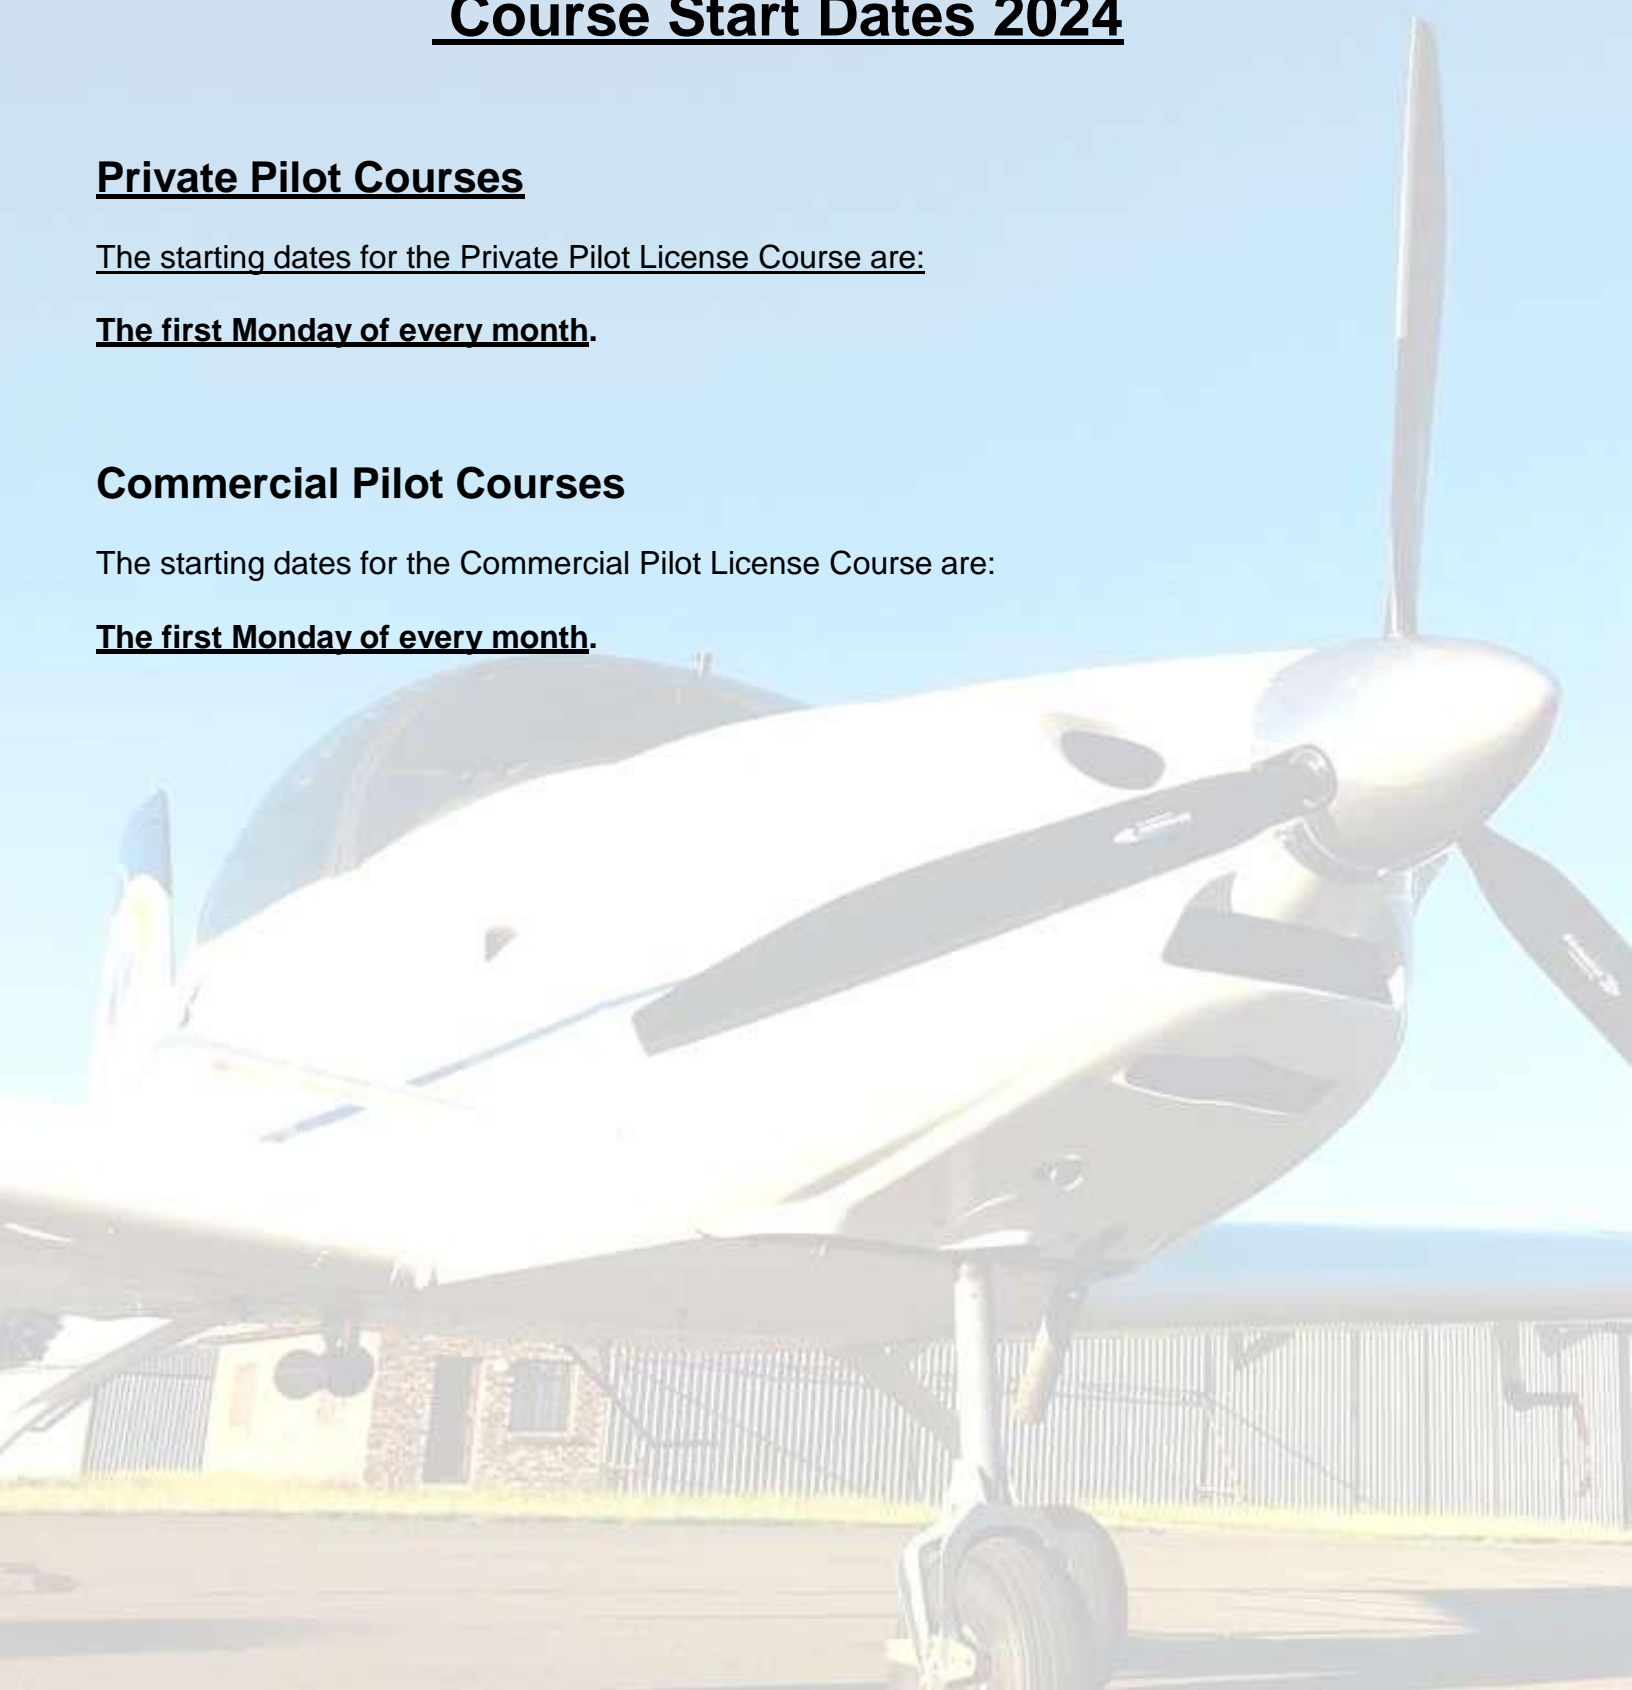 Course Start Dates 2024
Private Pilot Courses
The starting dates for the Private Pilot License Course are:
The first Monday of every month.
Commercial Pilot Courses
The starting dates for the Commercial Pilot License Course are:
The first Monday of every month.